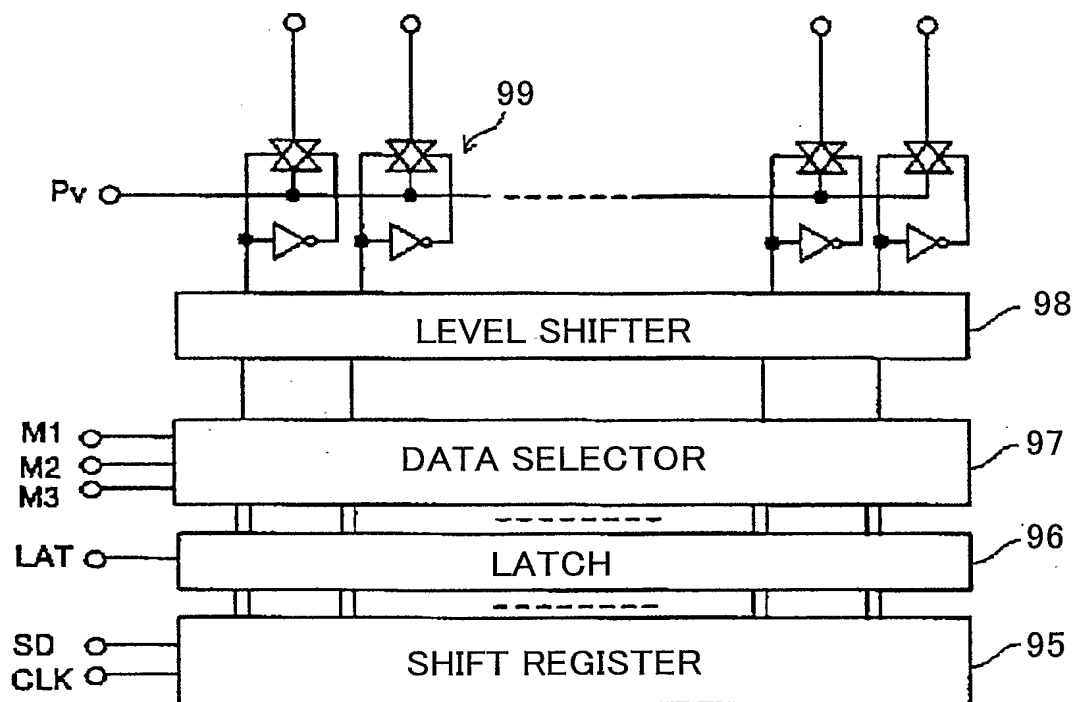 99
Pv
LEVEL SHIFTER
98
M1
M2
M3
DATA SELECTOR
97
LAT
LATCH
96
SD
CLK
SHIFT REGISTER
95